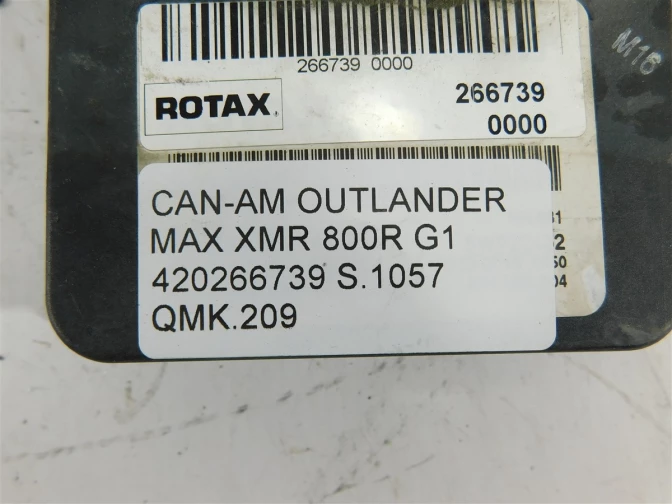 266739 0000
M16
ROTAX
266739
0000
CAN-AM OUTLANDER
MAX XMR 800R G1
420266739 S.1057
QMK.209